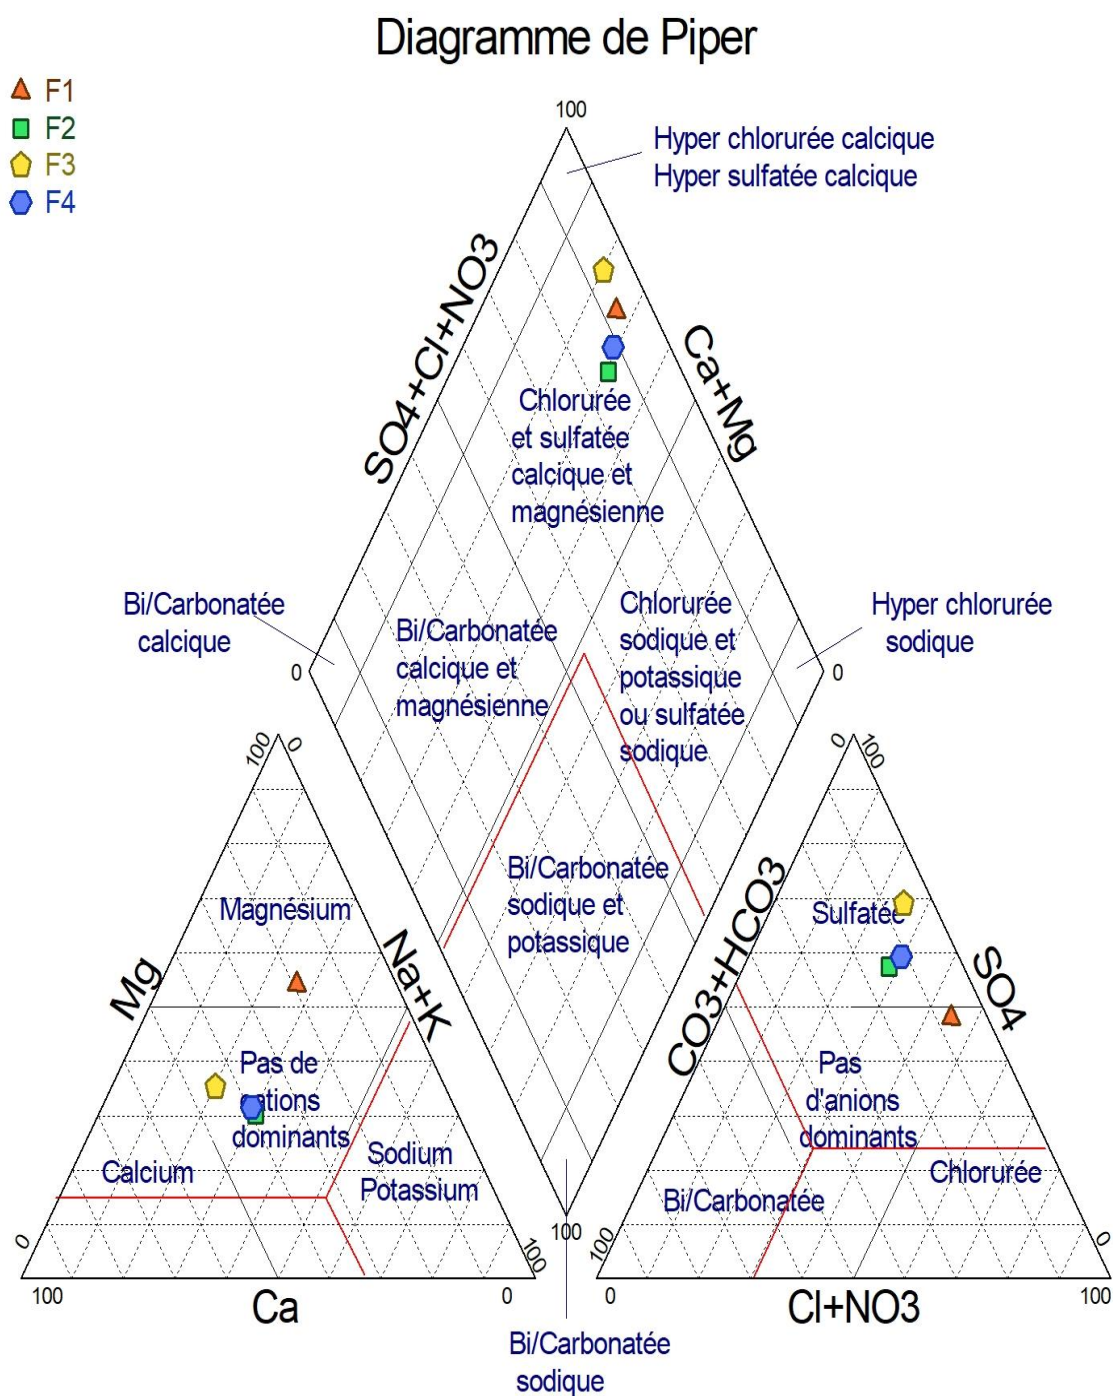 Diagramme de Piper
F1
F2
F3
F4
100
Hyper chlorurée calcique
Hyper sulfatée calcique
SO4+Cl+NO3
Ca+Mg
Chlorurée
et sulfatée
calcique et
magnésienne
Bi/Carbonatée
calcique
Bi/Carbonatée
calcique et
magnésienne
Chlorurée
sodique et
potassique
ou sulfatée
sodique
Hyper chlorurée
sodique
0
0
Bi/Carbonatée
sodique et
potassique
100
100
0
Magnésium
Mg
Na+K
Pas de
cations
dominants
Calcium
Sodium
Potassium
0
100
100
0
Ca
0
100
Sulfatée
CO3+HCO3
SO4
Pas
d'anions
dominants
Bi/Carbonatée
Chlorurée
100
0
0
100
Cl+NO3
Bi/Carbonatée
sodique